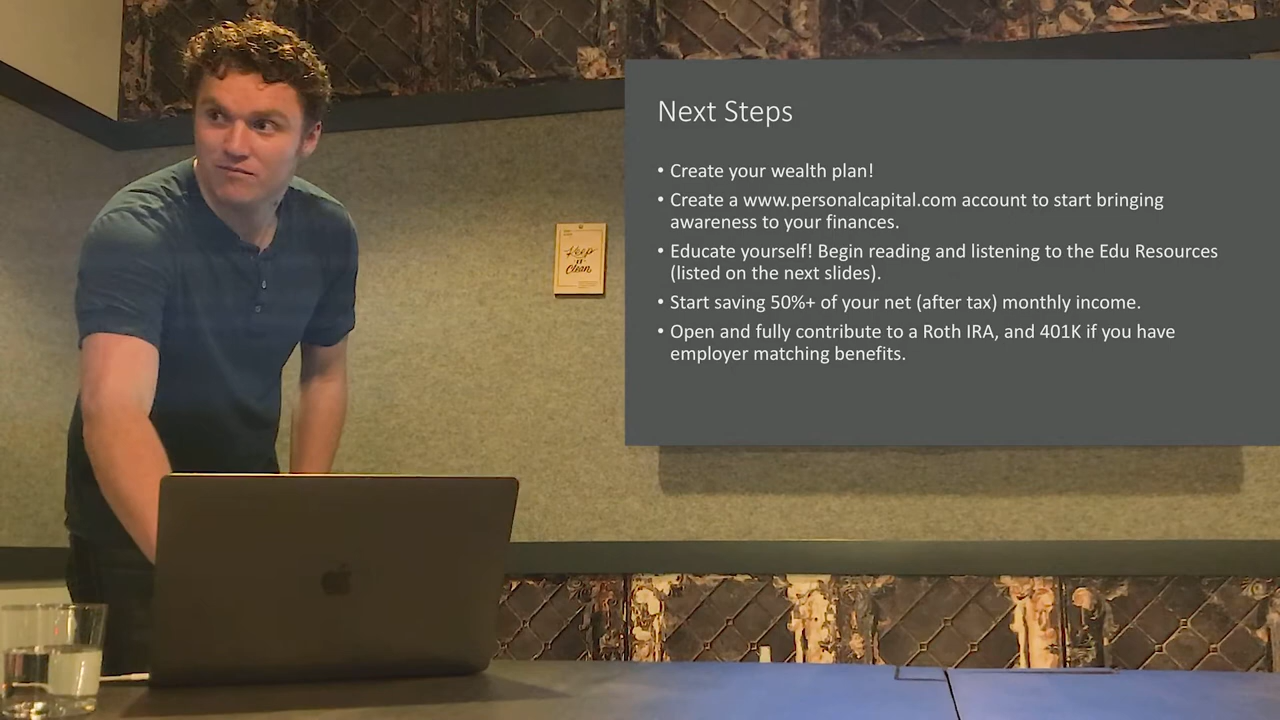 Next Steps
• Create your wealth plan!
• Create a www.personalcapital.com account to start bringing
awareness to your finances.
• Educate yourself! Begin reading and listening to the Edu Resources
(listed on the next slides).
• Start saving 50%+ of your net (after tax) monthly income.
• Open and fully contribute to a Roth IRA, and 401K if you have
employer matching benefits.
Keep
IT
Clean